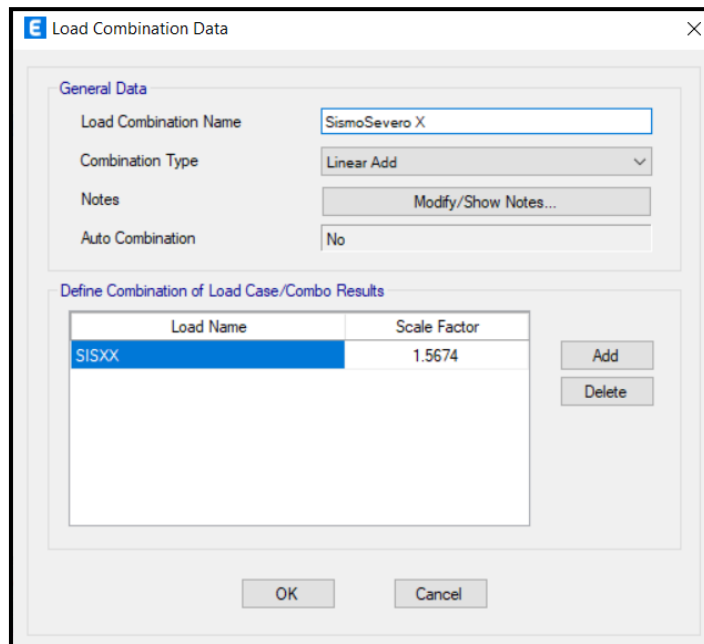 E Load Combination Data
General Data
Load Combination Name SismoSevero X
Combination Type Linear Add
Notes Modify/Show Notes...
Auto Combination No
Define Combination of Load Case/Combo Results
Load Name Scale Factor
SISXX 1.5674
Add
Delete
OK Cancel